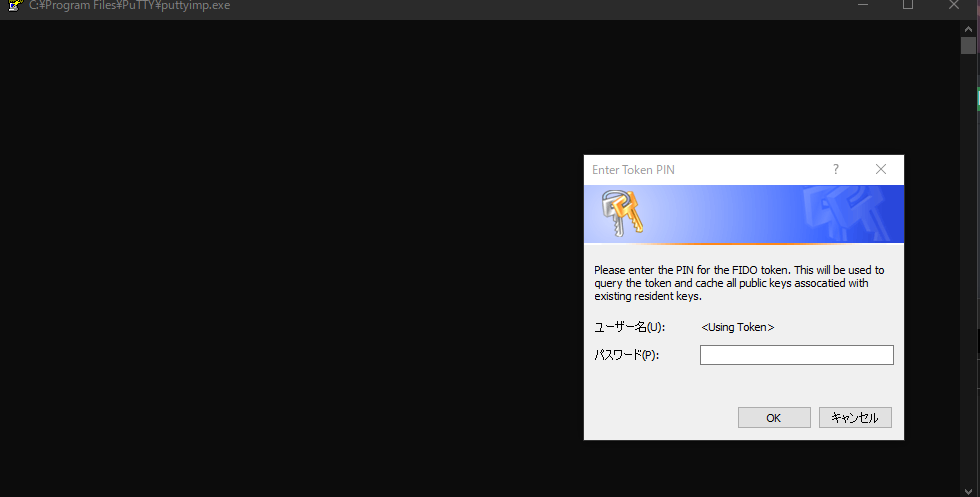 C:¥Program Files¥PuTTY¥puttyimp.exe
Enter Token PIN
?
Please enter the PIN for the FIDO token. This will be used to
query the token and cache all public keys assocatied with
existing resident keys.
ユーザー名(U): <Using Token>
パスワード(P):
OK キャンセル